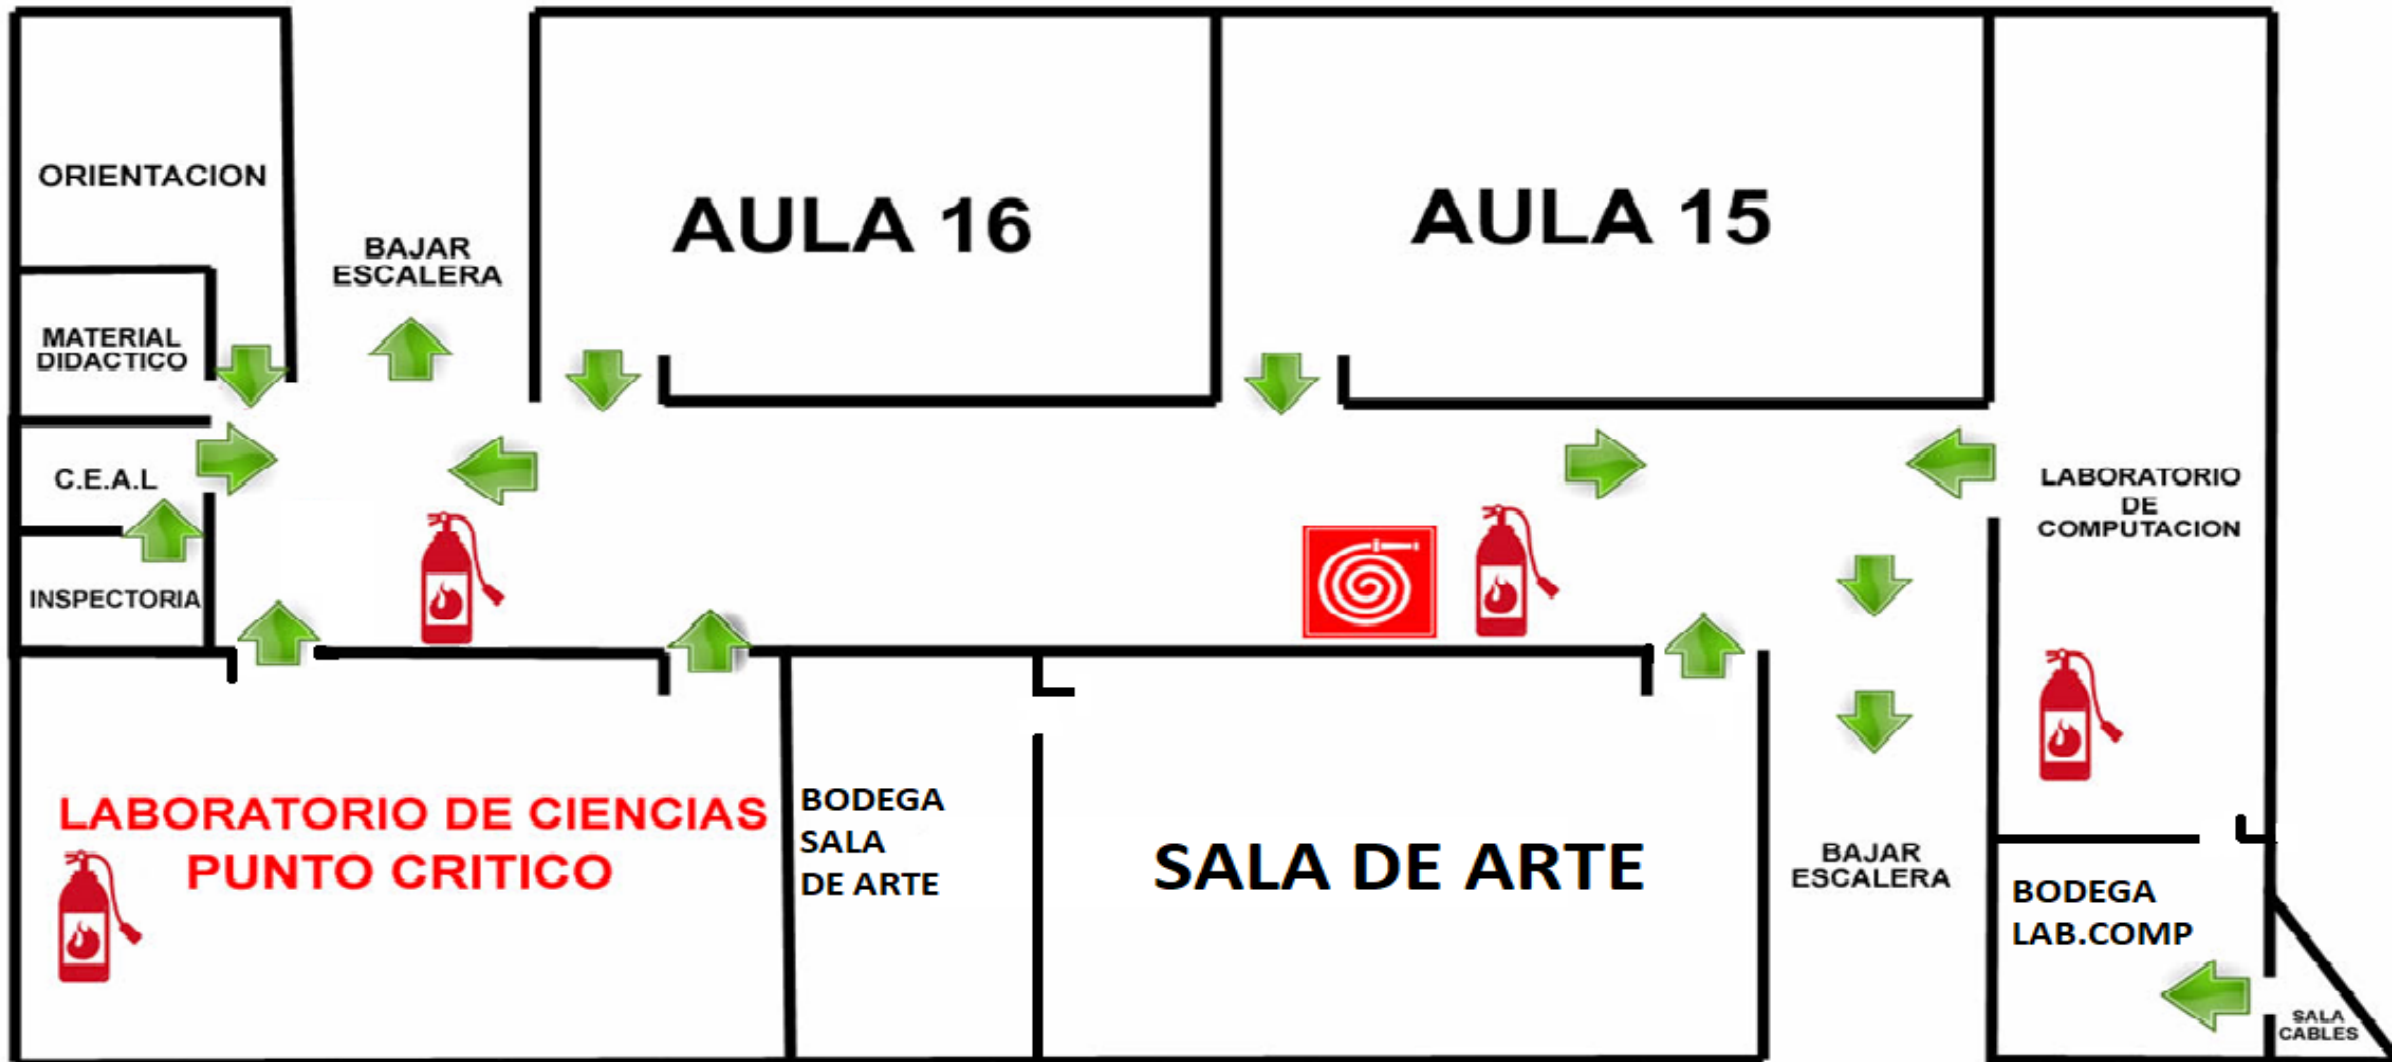 ORIENTACION
BAJAR
ESCALERA
AULA 16
AULA 15
MATERIAL
DIDACTICO
C.E.A.L
INSPECTORIA
LABORATORIO
DE
COMPUTACION
LABORATORIO DE CIENCIAS
PUNTO CRITICO
BODEGA
SALA
DE ARTE
SALA DE ARTE
BAJAR
ESCALERA
BODEGA
LAB.COMP
SALA
CABLES